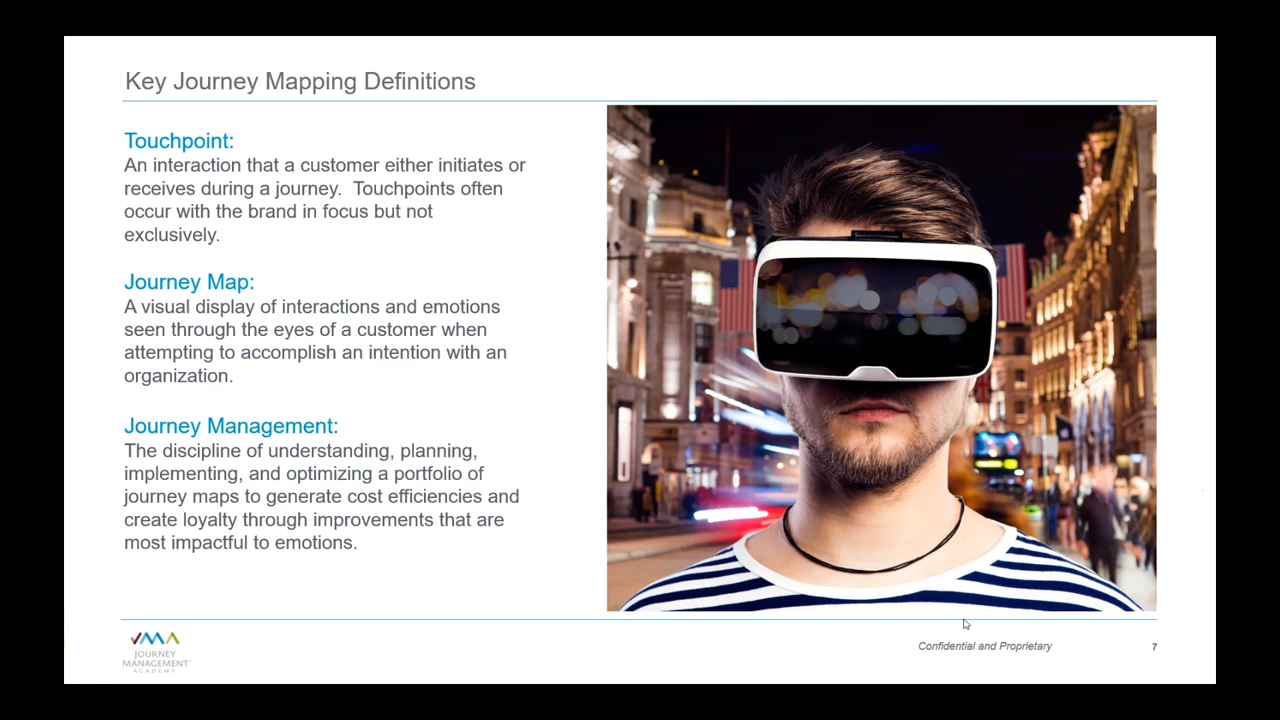 Key Journey Mapping Definitions
Touchpoint:
An interaction that a customer either initiates or
receives during a journey.  Touchpoints often
occur with the brand in focus but not
exclusively.
Journey Map:
A visual display of interactions and emotions
seen through the eyes of a customer when
attempting to accomplish an intention with an
organization.
Journey Management:
The discipline of understanding, planning,
implementing, and optimizing a portfolio of
journey maps to generate cost efficiencies and
create loyalty through improvements that are
most impactful to emotions.
JOURNEY
MANAGEMENT
ACADEMY
Confidential and Proprietary
7